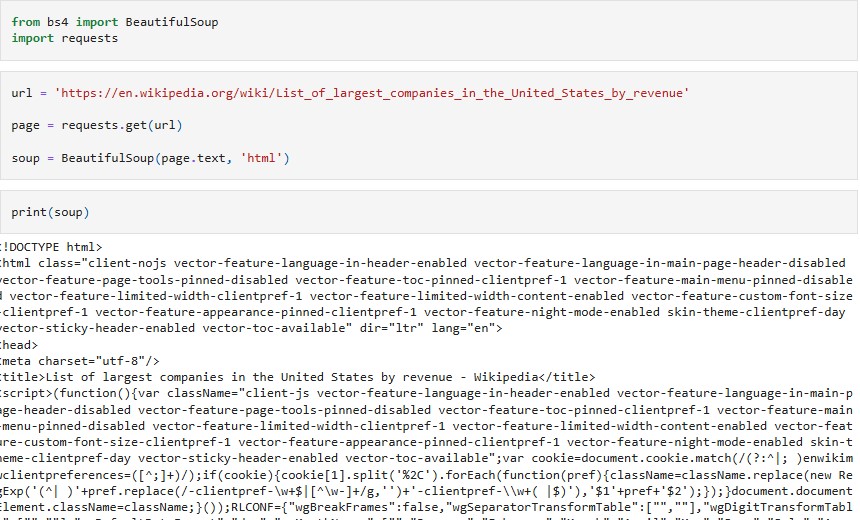 from bs4 import BeautifulSoup
import requests
url = 'https://en.wikipedia.org/wiki/List_of_largest_companies_in_the_United_States_by_revenue'
page = requests.get(url)
soup = BeautifulSoup(page.text, 'html')
print(soup)
!DOCTYPE html>
html class="client-nojs vector-feature-language-in-header-enabled vector-feature-language-in-main-page-header-disabled
vector-feature-page-tools-pinned-disabled vector-feature-toc-pinned-clientpref-1 vector-feature-main-menu-pinned-disable
d vector-feature-limited-width-clientpref-1 vector-feature-limited-width-content-enabled vector-feature-custom-font-size
-clientpref-1 vector-feature-appearance-pinned-clientpref-1 vector-feature-night-mode-enabled skin-theme-clientpref-day
vector-sticky-header-enabled vector-toc-available" dir="ltr" lang="en">
head>
meta charset="utf-8"/>
title>List of largest companies in the United States by revenue - Wikipedia</title>
script>(function(){var className="client-js vector-feature-language-in-header-enabled vector-feature-language-in-main-p
age-header-disabled vector-feature-page-tools-pinned-disabled vector-feature-toc-pinned-clientpref-1 vector-feature-main
-menu-pinned-disabled vector-feature-limited-width-clientpref-1 vector-feature-limited-width-content-enabled vector-feat
ure-custom-font-size-clientpref-1 vector-feature-appearance-pinned-clientpref-1 vector-feature-night-mode-enabled skin-t
heme-clientpref-day vector-sticky-header-enabled vector-toc-available";var cookie=document.cookie.match(/(?:^|; )enwikim
wclientpreferences=([^;]+)/);if(cookie){cookie[1].split('%2C').forEach(function(pref){className=className.replace(new Re
gExp('(^| )'+pref.replace(/-clientpref-\w+$|[^\w-]+/g,'')+'-clientpref-\\w+( |$)'),'$1'+pref+'$2');});}document.document
Element.className=className;}());RLCONF={"wgBreakFrames":false,"wgSeparatorTransformTable":["",""],"wgDigitTransformTabl